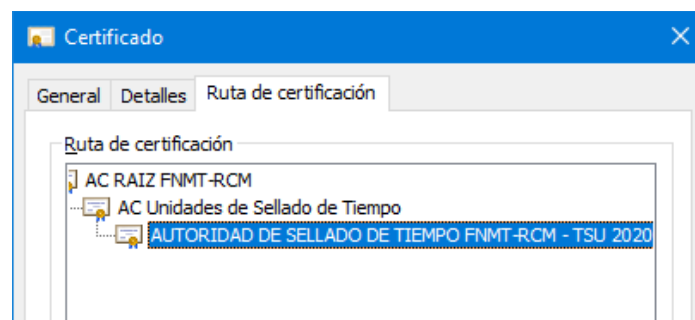 Certificado
General Detalles Ruta de certificación
Ruta de certificación
AC RAIZ FNMT-RCM
AC Unidades de Sellado de Tiempo
AUTORIDAD DE SELLADO DE TIEMPO FNMT-RCM - TSU 2020